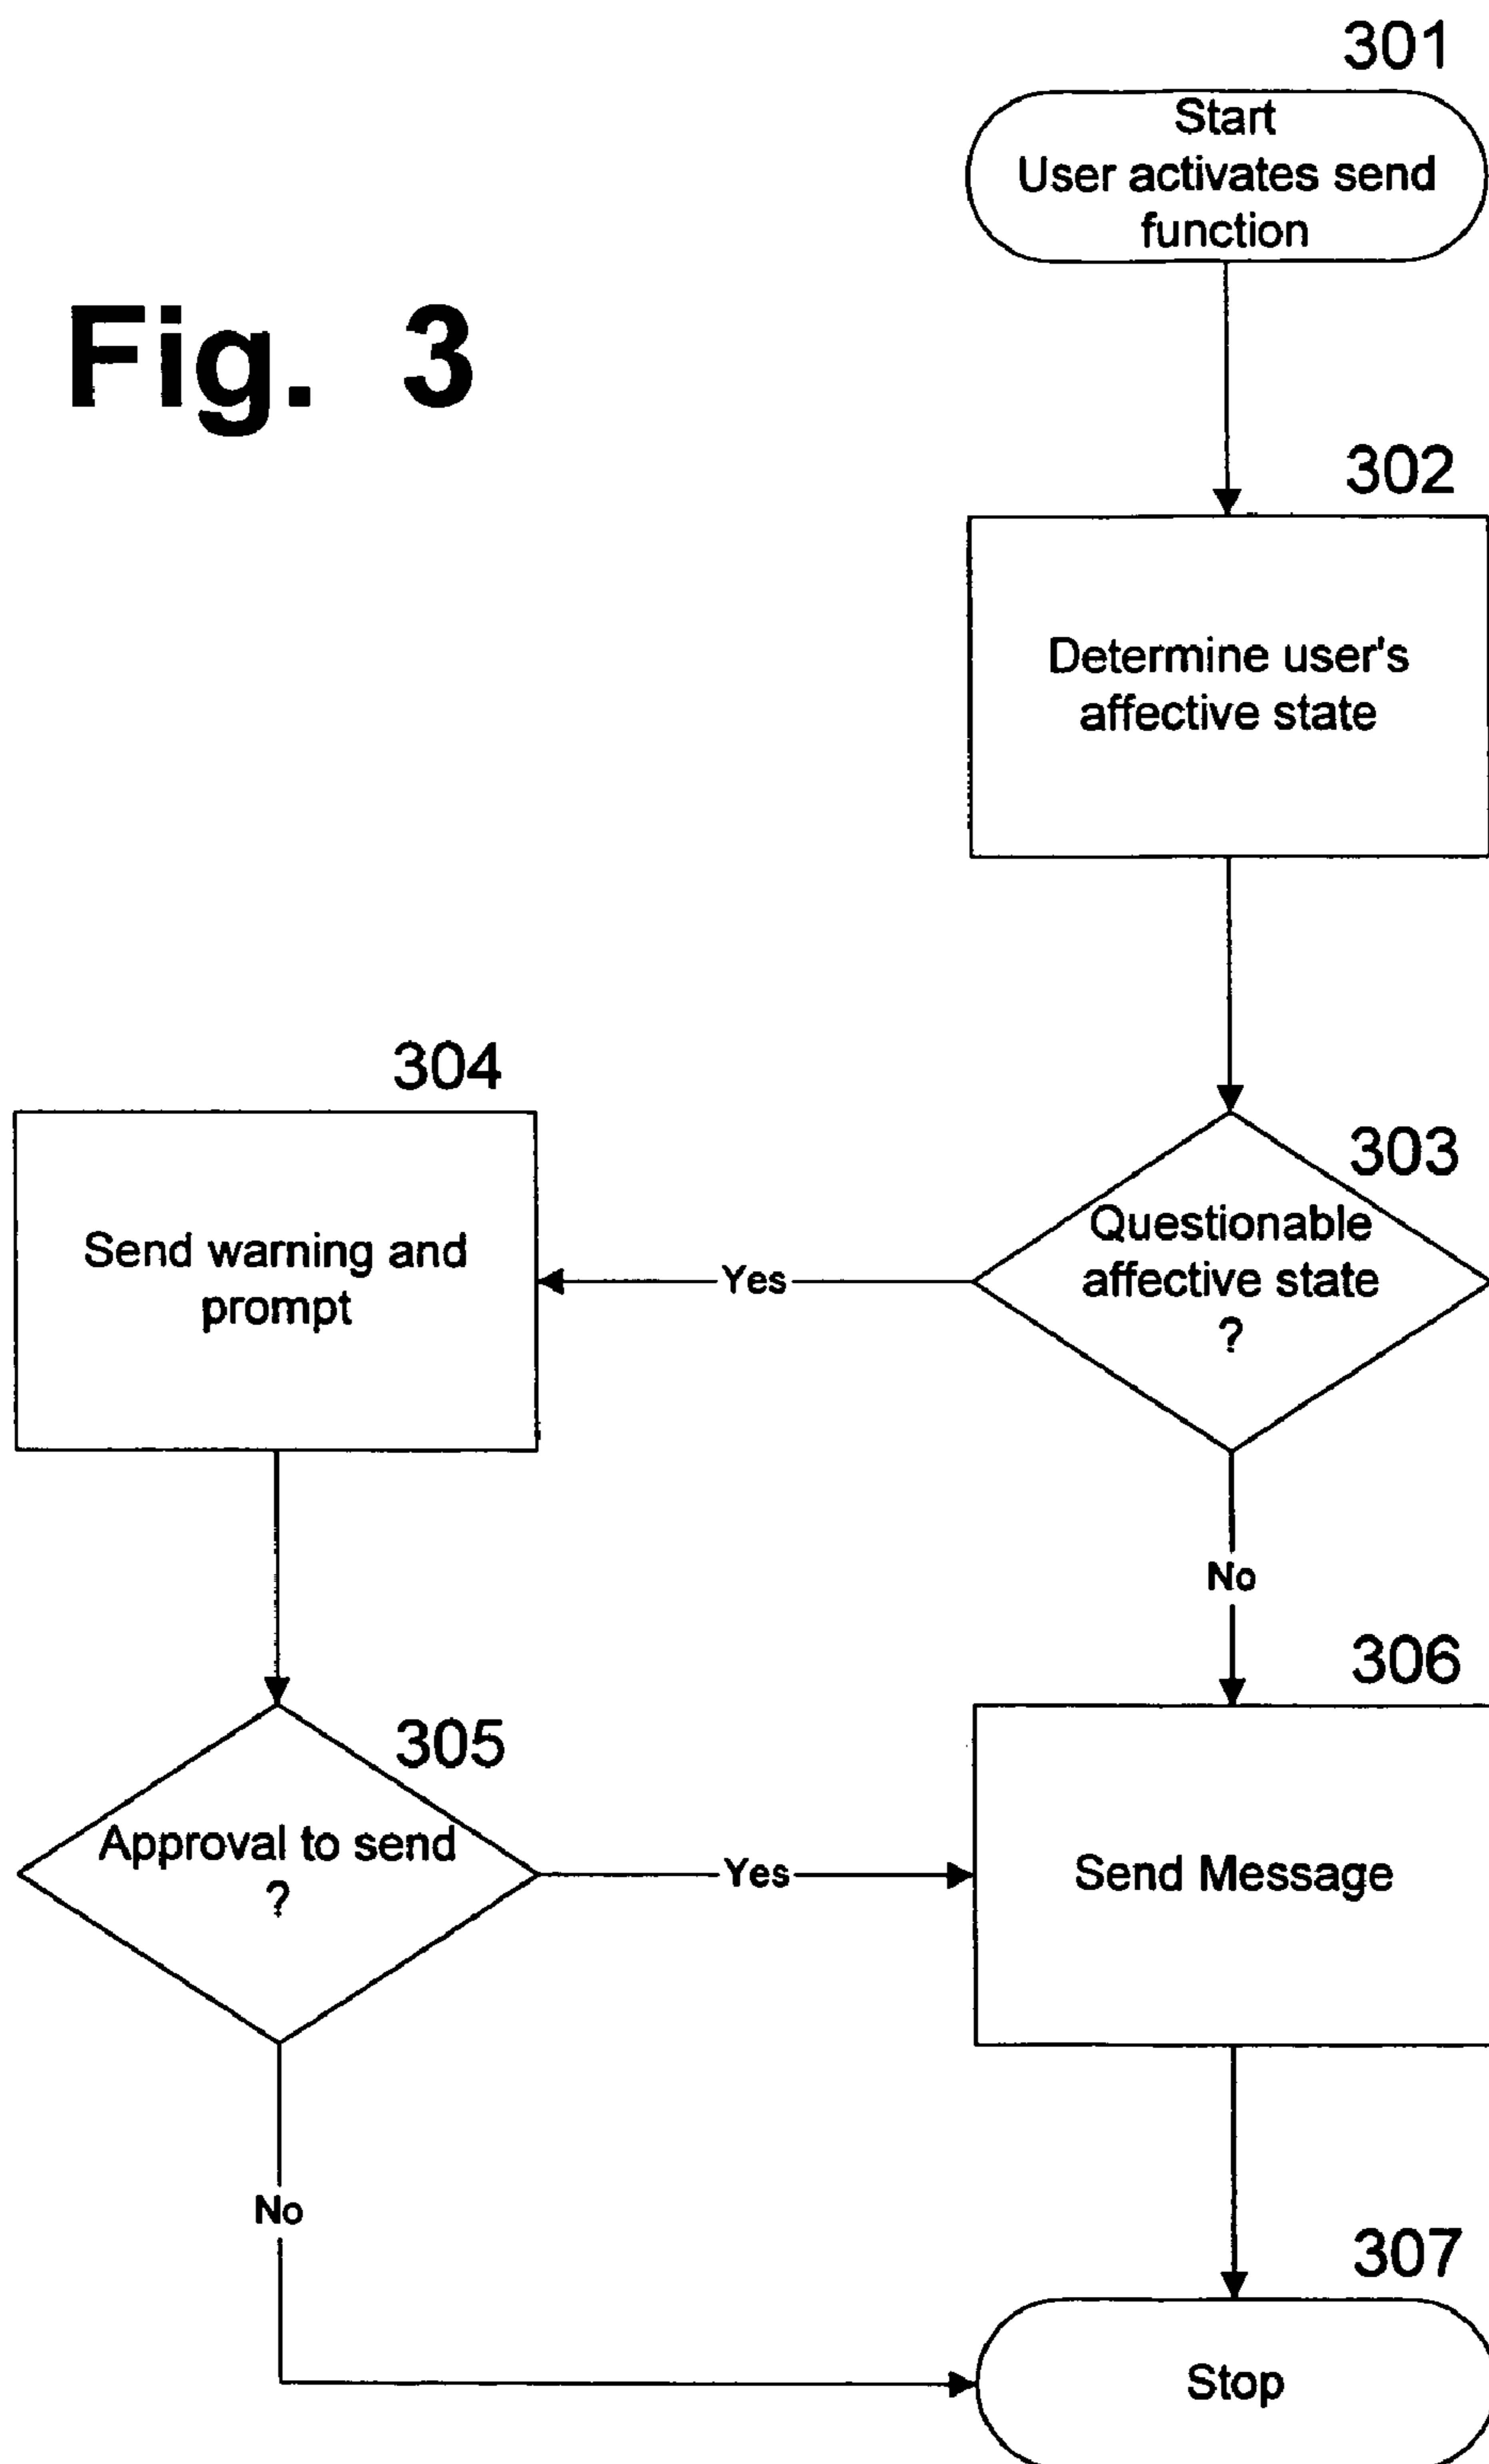 301
Start
User activates send
function
Fig. 3
302
Determine user's
affective state
304
Send warning and
prompt
303
Questionable
affective state
?
Yes
No
305
Approval to send
?
Yes
306
Send Message
No
307
Stop